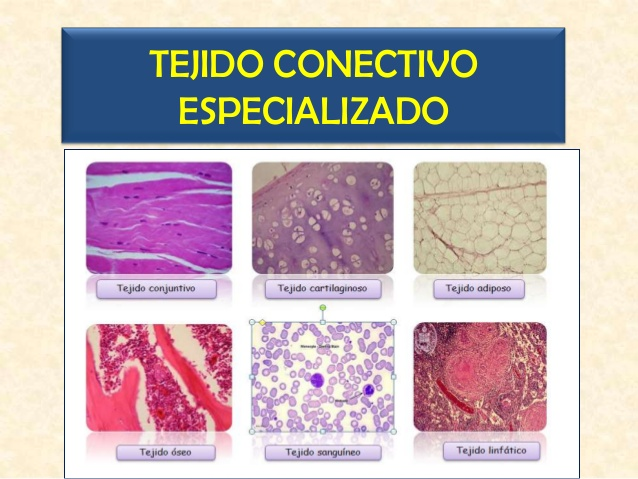 TEJIDO CONECTIVO
ESPECIALIZADO
Tejido conjuntivo
Tejido cartilaginoso
Tejido adiposo
Tejido óseo
Tejido sanguíneo
Tejido linfático